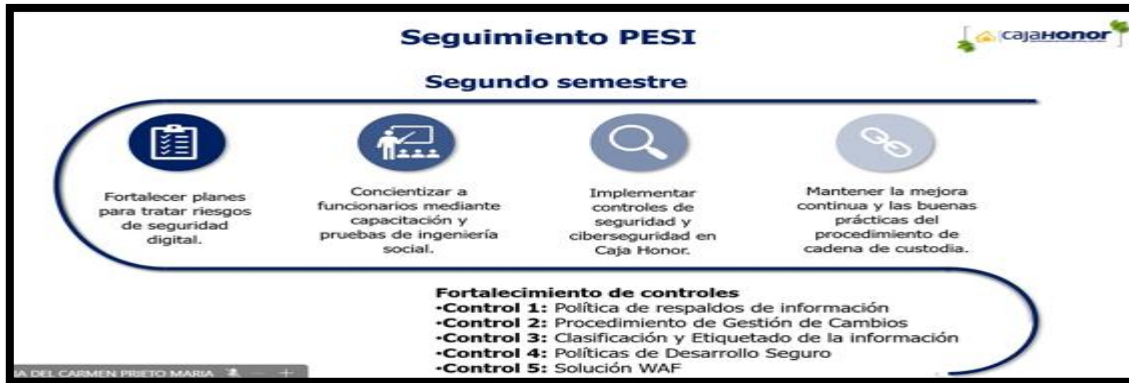 Seguimiento PESI
cajaHONOR
Segundo semestre
Fortalecer planes
para tratar riesgos
de seguridad
digital.
Concientizar a
funcionarios mediante
capacitación y
pruebas de ingeniería
social.
Implementar
controles de
seguridad y
ciberseguridad en
Caja Honor.
Mantener la mejora
continua y las buenas
prácticas del
procedimiento de
cadena de custodia.
Fortalecimiento de controles
•Control 1: Política de respaldos de información
•Control 2: Procedimiento de Gestión de Cambios
•Control 3: Clasificación y Etiquetado de la información
•Control 4: Políticas de Desarrollo Seguro
•Control 5: Solución WAF
DEL CARMEN PRIETO MARIA